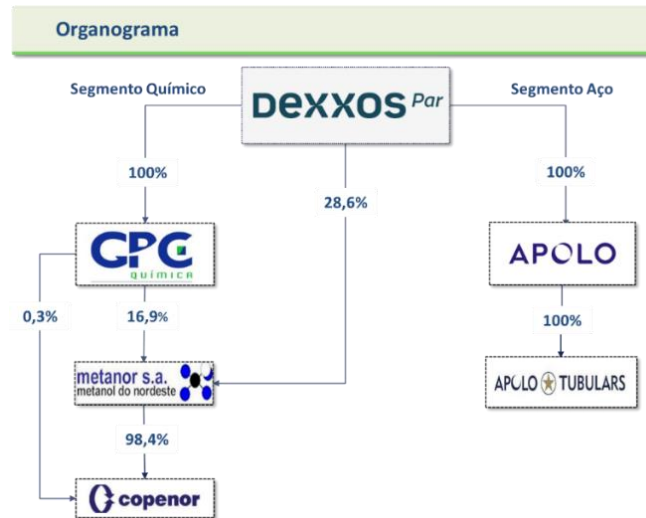 Organograma
Segmento Químico
Dexxos Par
Segmento Aço
100%
28,6%
100%
GPC
QUÍMICA
APOLO
0,3%
16,9%
100%
metanor s.a.
metanol do nordeste
APOLO TUBULARS
98,4%
copenor